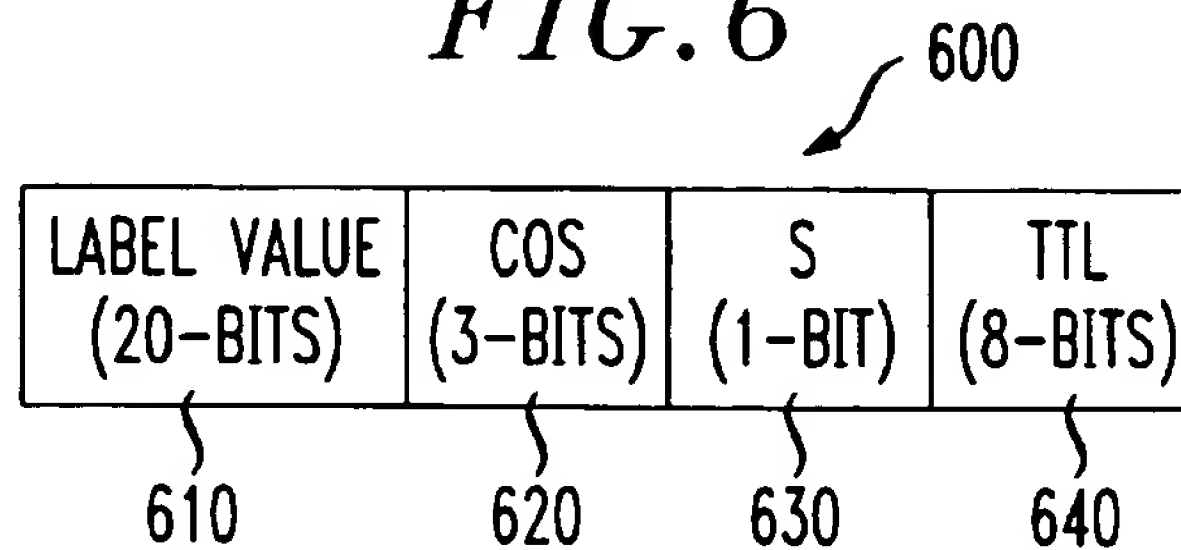 FIG. 6
600
LABEL VALUE
(20-BITS)
COS
(3-BITS)
S
(1-BIT)
TTL
(8-BITS)
610
620
630
640